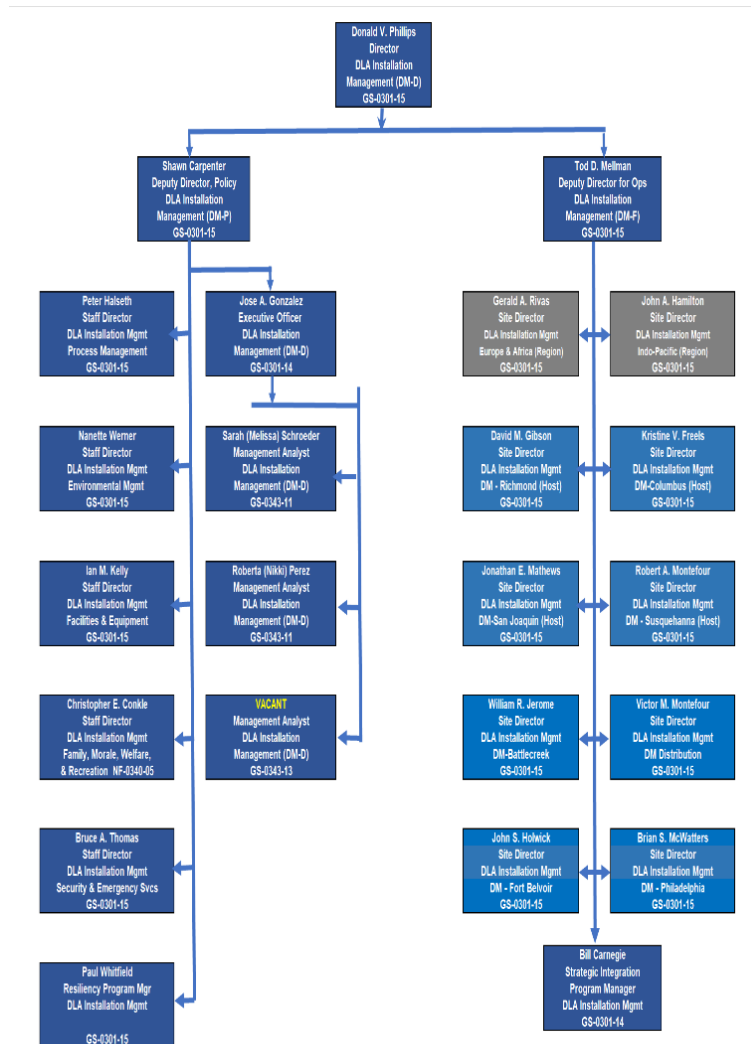 Donald V. Phillips
Director
DLA Installation
Management (DM-D)
GS-0301-15
Shawn Carpenter
Deputy Director, Policy
DLA Installation
Management (DM-P)
GS-0301-15
Tod D. Mellman
Deputy Director for Ops
DLA Installation
Management (DM-F)
GS-0301-15
Peter Halseth
Staff Director
DLA Installation Mgmt
Process Management
GS-0301-15
Jose A. Gonzalez
Executive Officer
DLA Installation
Management (DM-D)
GS-0301-14
Gerald A. Rivas
Site Director
DLA Installation Mgmt
Europe & Africa (Region)
GS-0301-15
John A. Hamilton
Site Director
DLA Installation Mgmt
Indo-Pacific (Region)
GS-0301-15
Nanette Werner
Staff Director
DLA Installation Mgmt
Environmental Mgmt
GS-0301-15
Sarah (Melissa) Schroeder
Management Analyst
DLA Installation
Management (DM-D)
GS-0343-11
David M. Gibson
Site Director
DLA Installation Mgmt
DM - Richmond (Host)
GS-0301-15
Kristine V. Freels
Site Director
DLA Installation Mgmt
DM-Columbus (Host)
GS-0301-15
Ian M. Kelly
Staff Director
DLA Installation Mgmt
Facilities & Equipment
GS-0301-15
Roberta (Nikki) Perez
Management Analyst
DLA Installation
Management (DM-D)
GS-0343-11
Jonathan E. Mathews
Site Director
DLA Installation Mgmt
DM-San Joaquin (Host)
GS-0301-15
Robert A. Montefour
Site Director
DLA Installation Mgmt
DM - Susquehanna (Host)
GS-0301-15
Christopher E. Conkle
Staff Director
DLA Installation Mgmt
Family, Morale, Welfare,
& Recreation NF-0340-05
VACANT
Management Analyst
DLA Installation
Management (DM-D)
GS-0343-13
William R. Jerome
Site Director
DLA Installation Mgmt
DM-Battlecreek
GS-0301-15
Victor M. Montefour
Site Director
DLA Installation Mgmt
DM Distribution
GS-0301-15
Bruce A. Thomas
Staff Director
DLA Installation Mgmt
Security & Emergency Svcs
GS-0301-15
John S. Holwick
Site Director
DLA Installation Mgmt
DM - Fort Belvoir
GS-0301-15
Brian S. McWatters
Site Director
DLA Installation Mgmt
DM - Philadelphia
GS-0301-15
Paul Whitfield
Resiliency Program Mgr
DLA Installation Mgmt
GS-0301-15
Bill Carnegie
Strategic Integration
Program Manager
DLA Installation Mgmt
GS-0301-14